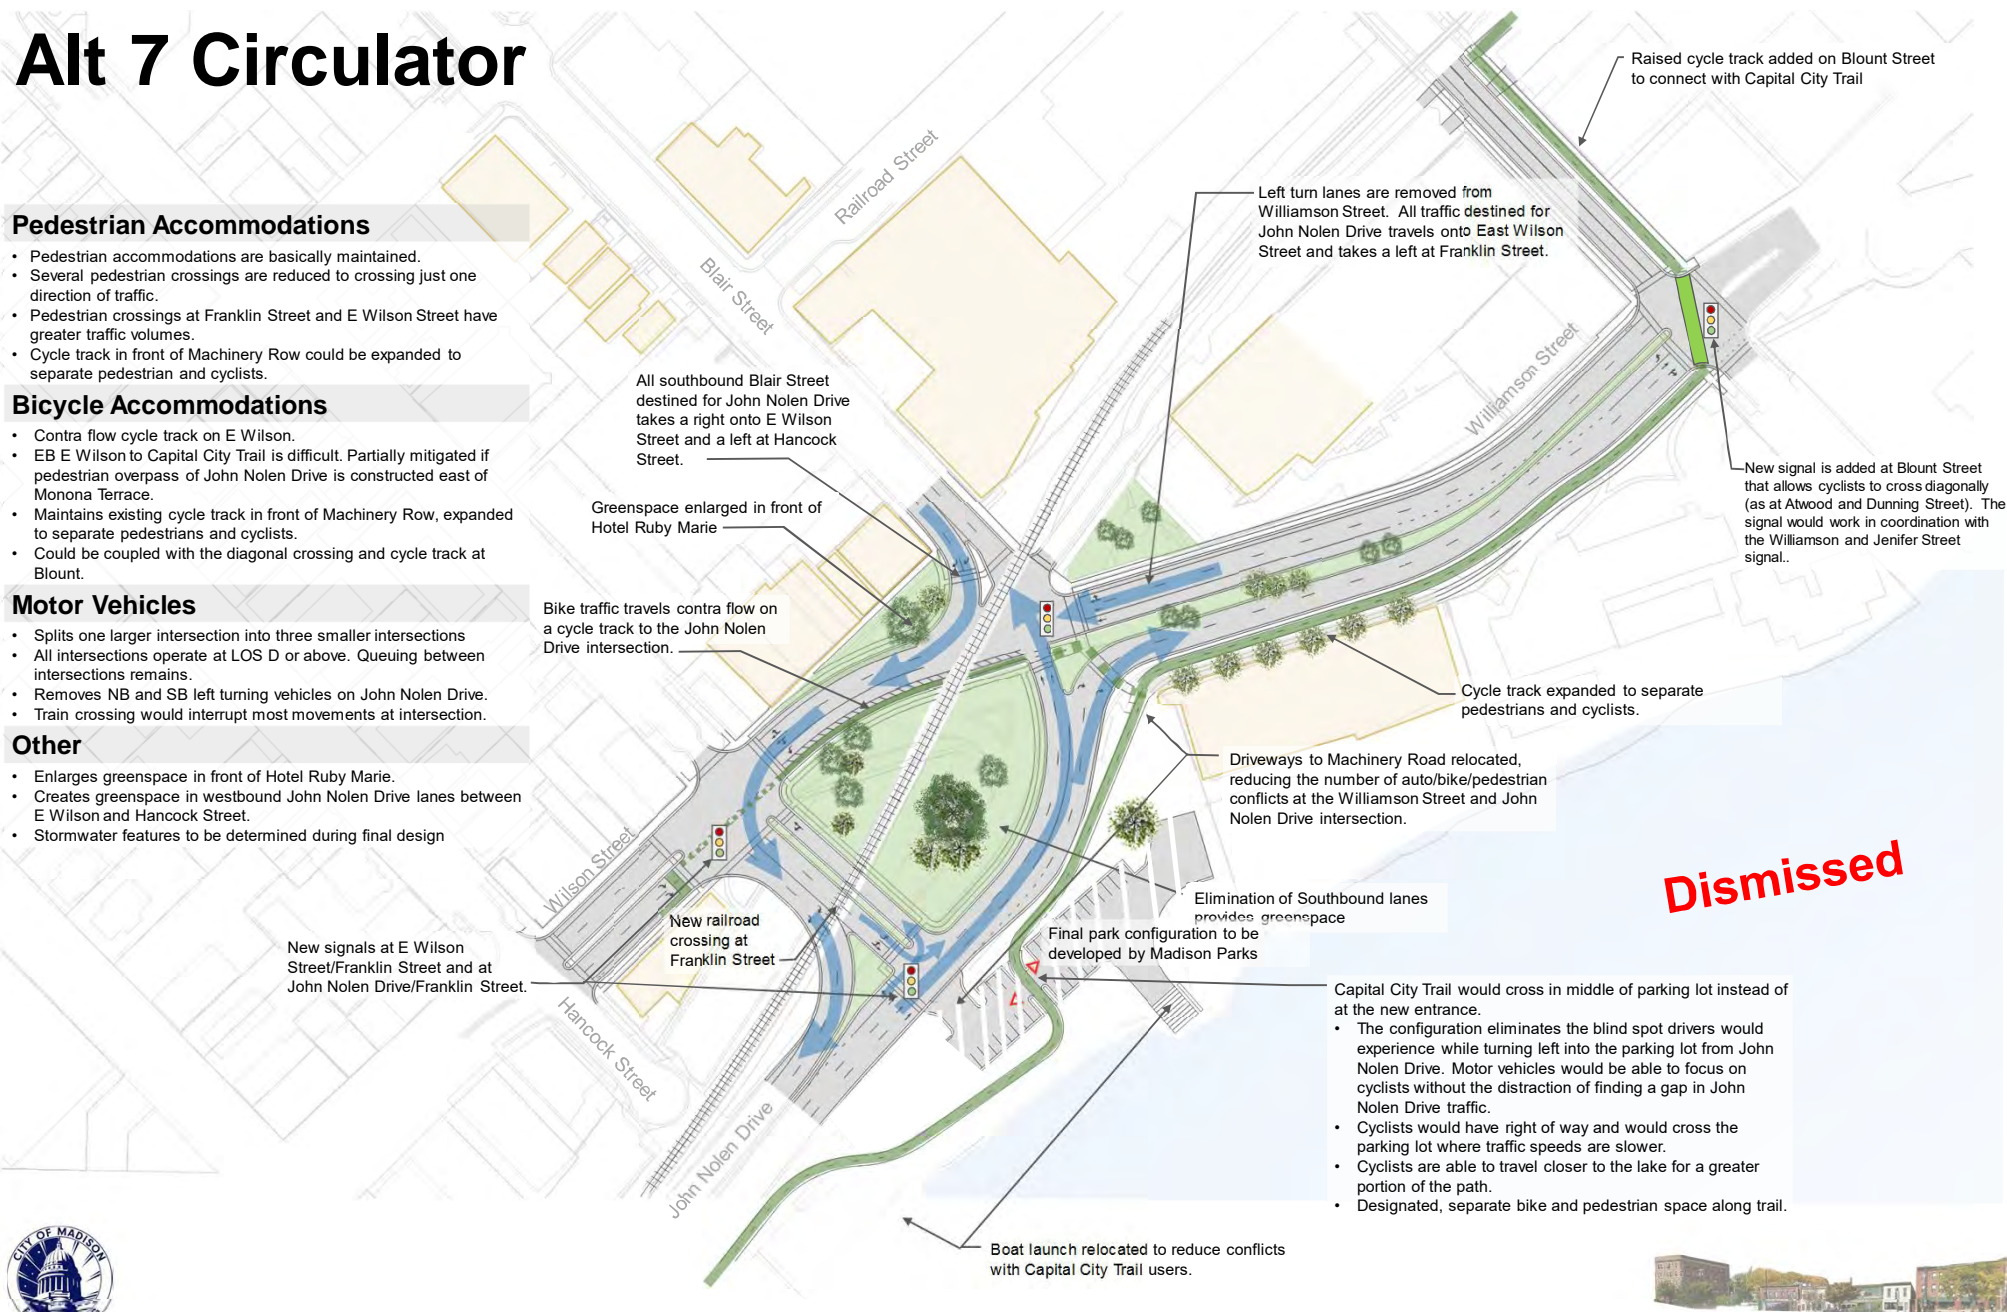 Alt 7 Circulator
Pedestrian Accommodations
• Pedestrian accommodations are basically maintained.
• Several pedestrian crossings are reduced to crossing just one
direction of traffic.
• Pedestrian crossings at Franklin Street and E Wilson Street have
greater traffic volumes.
• Cycle track in front of Machinery Row could be expanded to
separate pedestrian and cyclists.
Bicycle Accommodations
• Contra flow cycle track on E Wilson.
• EB E Wilson to Capital City Trail is difficult. Partially mitigated if
pedestrian overpass of John Nolen Drive is constructed east of
Monona Terrace.
• Maintains existing cycle track in front of Machinery Row, expanded
to separate pedestrians and cyclists.
• Could be coupled with the diagonal crossing and cycle track at
Blount.
Motor Vehicles
• Splits one larger intersection into three smaller intersections
• All intersections operate at LOS D or above. Queuing between
intersections remains.
• Removes NB and SB left turning vehicles on John Nolen Drive.
• Train crossing would interrupt most movements at intersection.
Other
• Enlarges greenspace in front of Hotel Ruby Marie.
• Creates greenspace in westbound John Nolen Drive lanes between
E Wilson and Hancock Street.
• Stormwater features to be determined during final design
Raised cycle track added on Blount Street
to connect with Capital City Trail
Left turn lanes are removed from
Williamson Street. All traffic destined for
John Nolen Drive travels onto East Wilson
Street and takes a left at Franklin Street.
Railroad Street
Blair Street
Williamson Street
All southbound Blair Street
destined for John Nolen Drive
takes a right onto E Wilson
Street and a left at Hancock
Street.
Greenspace enlarged in front of
Hotel Ruby Marie
Bike traffic travels contra flow on
a cycle track to the John Nolen
Drive intersection.
New signal is added at Blount Street
that allows cyclists to cross diagonally
(as at Atwood and Dunning Street). The
signal would work in coordination with
the Williamson and Jenifer Street
signal..
Cycle track expanded to separate
pedestrians and cyclists.
Driveways to Machinery Road relocated,
reducing the number of auto/bike/pedestrian
conflicts at the Williamson Street and John
Nolen Drive intersection.
Dismissed
Wilson Street
Elimination of Southbound lanes
provides greenspace
New railroad
crossing at
Franklin Street
Final park configuration to be
developed by Madison Parks
New signals at E Wilson
Street/Franklin Street and at
John Nolen Drive/Franklin Street.
Hancock Street
John Nolen Drive
Capital City Trail would cross in middle of parking lot instead of
at the new entrance.
• The configuration eliminates the blind spot drivers would
experience while turning left into the parking lot from John
Nolen Drive. Motor vehicles would be able to focus on
cyclists without the distraction of finding a gap in John
Nolen Drive traffic.
• Cyclists would have right of way and would cross the
parking lot where traffic speeds are slower.
• Cyclists are able to travel closer to the lake for a greater
portion of the path.
• Designated, separate bike and pedestrian space along trail.
Boat launch relocated to reduce conflicts
with Capital City Trail users.
CITY OF MADISON